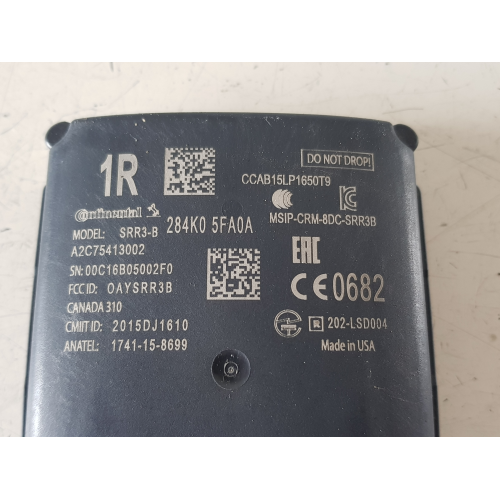 1R
DO NOT DROP!
CCAB15LP1650T9
Continental
284K0 5FA0A
MSIP-CRM-8DC-SRR3B
MODEL: SRR3-B
A2C75413002
SN: 00C16B05002F0
FCC ID: OAYSRR3B
CANADA 310
CMIIT ID: 2015DJ1610
ANATEL: 1741-15-8699
EAC
CE 0682
R 202-LSD004
Made in USA